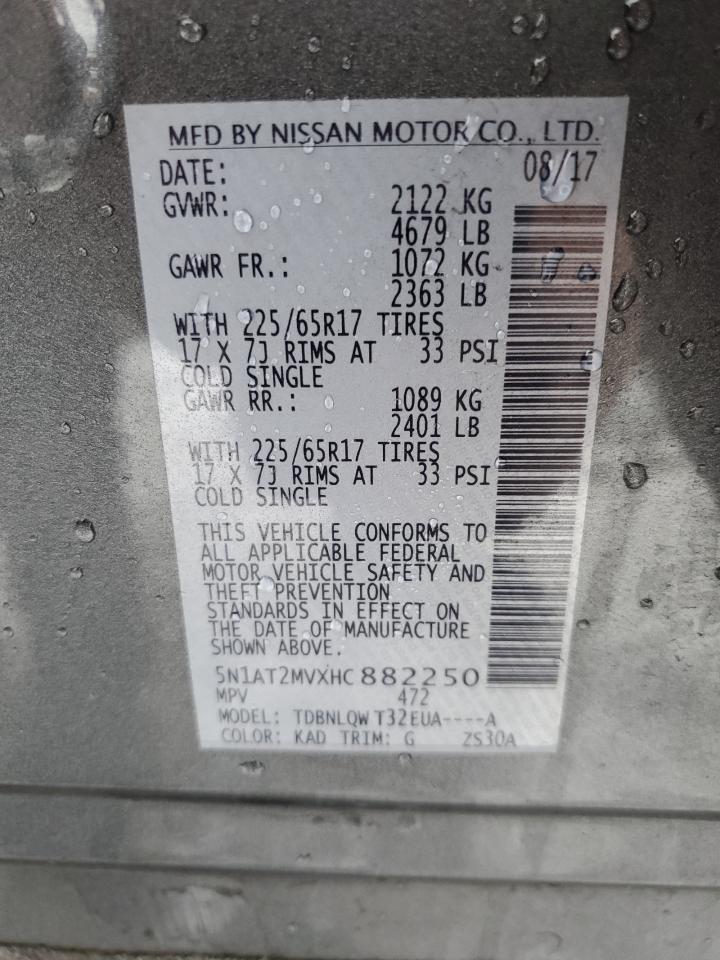 MFD BY NISSAN MOTOR CO., LTD.
DATE: 08/17
GVWR: 2122 KG
4679 LB
GAWR FR.: 1072 KG
2363 LB
WITH 225/65R17 TIRES
17 X 7J RIMS AT 33 PSI
COLD SINGLE
GAWR RR.: 1089 KG
2401 LB
WITH 225/65R17 TIRES
17 X 7J RIMS AT 33 PSI
COLD SINGLE
THIS VEHICLE CONFORMS TO
ALL APPLICABLE FEDERAL
MOTOR VEHICLE SAFETY AND
THEFT PREVENTION
STANDARDS IN EFFECT ON
THE DATE OF MANUFACTURE
SHOWN ABOVE.
5N1AT2MVXHC882250
MPV 472
MODEL: TDBNLQW T32EUA----A
COLOR: KAD TRIM: G ZS30A